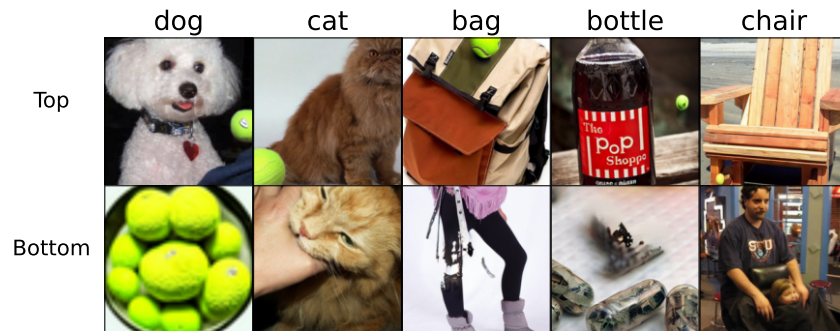 dog cat bag bottle chair
Top
The
pop
Shoppe
Bottom